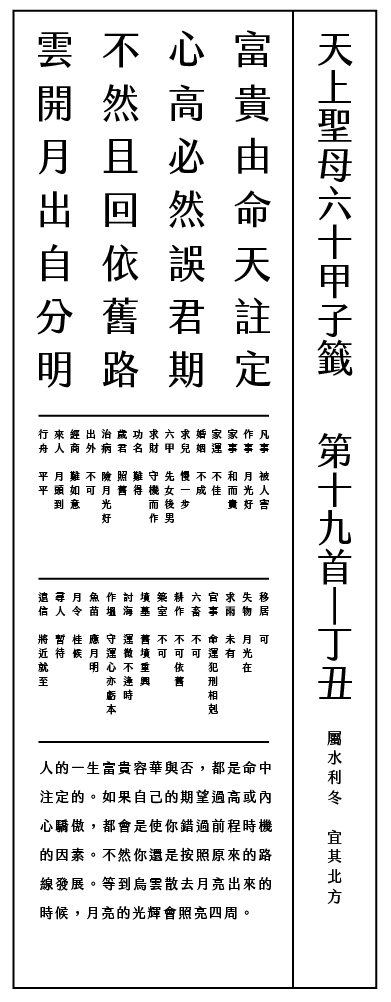 天上聖母六十甲子籤　第十九首｜丁丑
屬水利冬　宜其北方
富貴由命天註定
心高必然誤君期
不然且回依舊路
雲開月出自分明
凡事　被人害
作事　月光好
家事　和而貴
家運　不佳
婚姻　不成
求兒　慢一步
六甲　先女後男
求財　守機而作
功名　難得
歲君　照舊
治病　險月光好
出外　不可
經商　難如意
來人　月頭到
行舟　平平
移居　可
失物　月光在
求雨　未有
官事　命運犯刑相剋
六畜　不可
耕作　不可依舊
築室　不可
墳墓　舊墳重興
討海　運微不逢時
作塭　守運心亦虧本
魚苗　應月明
月令　桂候
尋人　暫待
遠信　將近就至
人的一生富貴容華與否，都是命中
注定的。如果自己的期望過高或內
心驕傲，都會是使你錯過前程時機
的因素。不然你還是按照原來的路
線發展。等到烏雲散去月亮出來的
時候，月亮的光輝會照亮四周。